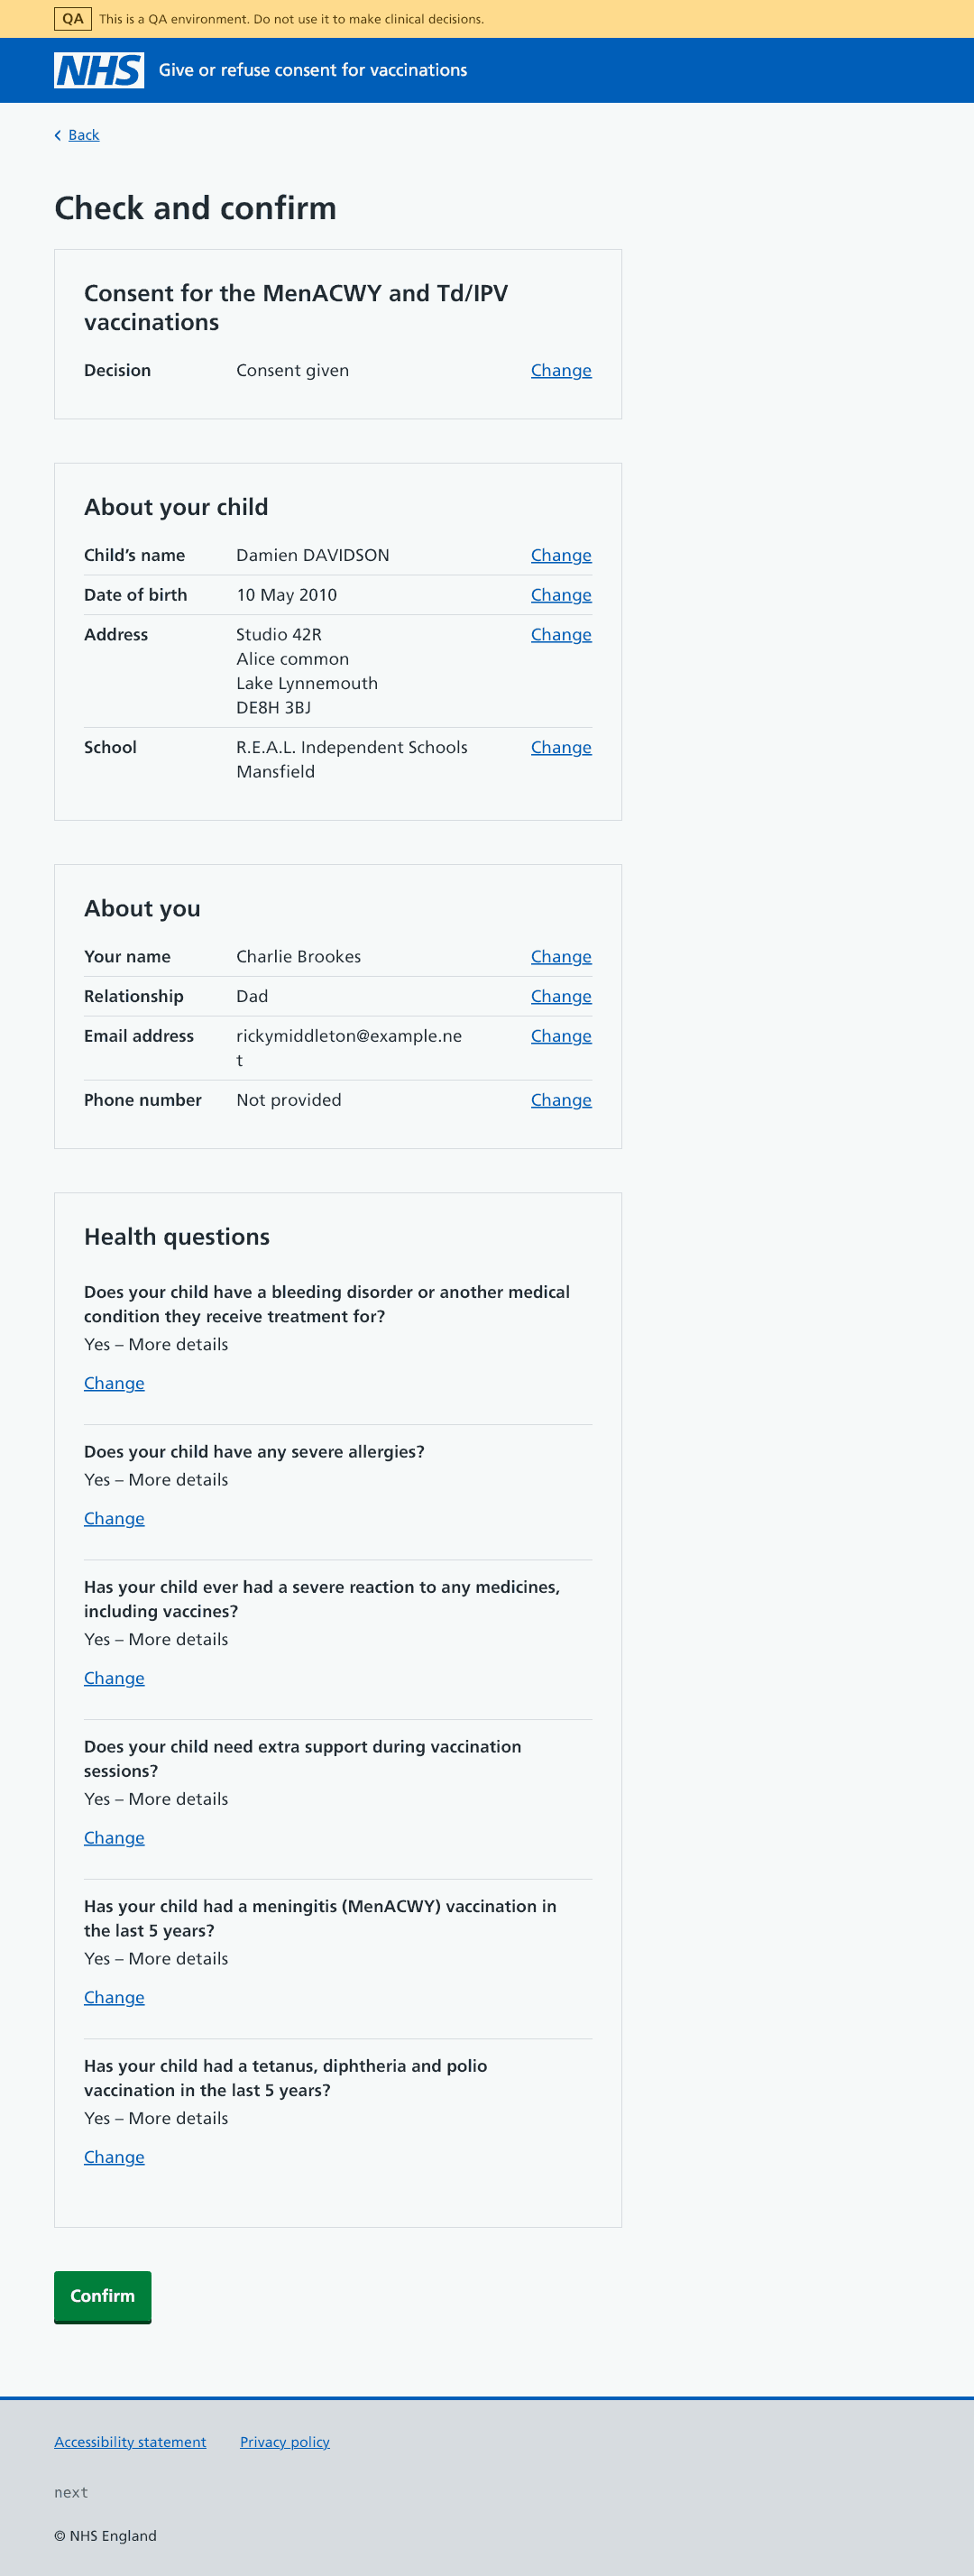 QA This is a QA environment. Do not use it to make clinical decisions.
NHS Give or refuse consent for vaccinations
Back
Check and confirm
Consent for the MenACWY and Td/IPV
vaccinations
Decision Consent given Change
About your child
Child’s name Damien DAVIDSON Change
Date of birth 10 May 2010 Change
Address Studio 42R Change
Alice common
Lake Lynnemouth
DE8H 3BJ
School R.E.A.L. Independent Schools Change
Mansfield
About you
Your name Charlie Brookes Change
Relationship Dad Change
Email address rickymiddleton@example.ne Change
t
Phone number Not provided Change
Health questions
Does your child have a bleeding disorder or another medical
condition they receive treatment for?
Yes – More details
Change
Does your child have any severe allergies?
Yes – More details
Change
Has your child ever had a severe reaction to any medicines,
including vaccines?
Yes – More details
Change
Does your child need extra support during vaccination
sessions?
Yes – More details
Change
Has your child had a meningitis (MenACWY) vaccination in
the last 5 years?
Yes – More details
Change
Has your child had a tetanus, diphtheria and polio
vaccination in the last 5 years?
Yes – More details
Change
Confirm
Accessibility statement Privacy policy
next
© NHS England